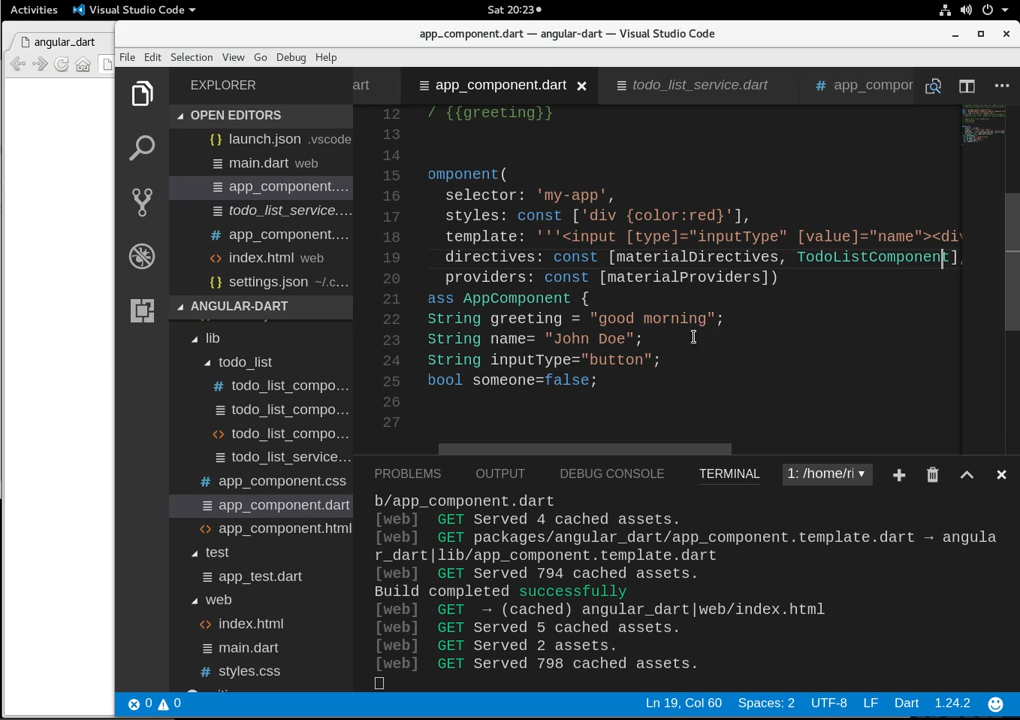 Activities
Visual Studio Code
Sat 20:23
app_component.dart — angular-dart — Visual Studio Code
angular_dart
File Edit Selection View Go Debug Help
EXPLORER
OPEN EDITORS
launch.json .vscode
main.dart web
app_component....
todo_list_service....
app_component....
index.html web
settings.json ~/.c...
ANGULAR-DART
lib
todo_list
todo_list_compo...
todo_list_compo...
todo_list_compo...
todo_list_service...
app_component.css
app_component.dart
app_component.html
test
app_test.dart
web
index.html
main.dart
styles.css
art
app_component.dart
todo_list_service.dart
app_compor
12 / {{greeting}}
13
14
15 omponent(
16 selector: 'my-app',
17 styles: const ['div {color:red}'],
18 template: '''<input [type]="inputType" [value]="name"><div
19 directives: const [materialDirectives, TodoListComponent],
20 providers: const [materialProviders])
21 ass AppComponent {
22 String greeting = "good morning";
23 String name= "John Doe";
24 String inputType="button";
25 bool someone=false;
26
27
PROBLEMS OUTPUT DEBUG CONSOLE TERMINAL 1: /home/ri
b/app_component.dart
[web] GET Served 4 cached assets.
[web] GET packages/angular_dart/app_component.template.dart → angula
r_dart|lib/app_component.template.dart
[web] GET Served 794 cached assets.
Build completed successfully
[web] GET → (cached) angular_dart|web/index.html
[web] GET Served 5 cached assets.
[web] GET Served 2 assets.
[web] GET Served 798 cached assets.
0 0
Ln 19, Col 60 Spaces: 2 UTF-8 LF Dart 1.24.2